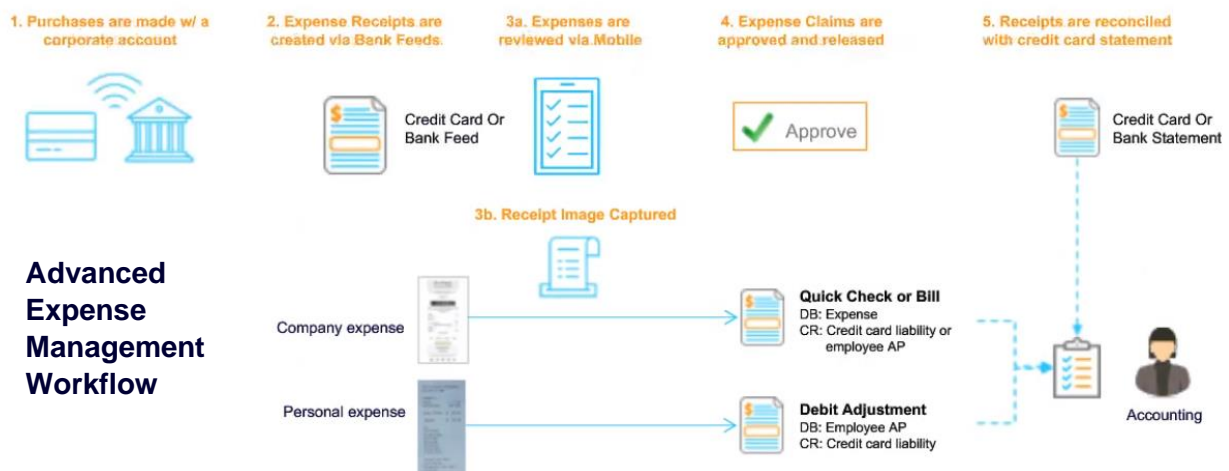 1. Purchases are made w/ a
corporate account
2. Expense Receipts are
created via Bank Feeds.
3a. Expenses are
reviewed via Mobile
4. Expense Claims are
approved and released
5. Receipts are reconciled
with credit card statement
Credit Card Or
Bank Feed
Approve
Credit Card Or
Bank Statement
3b. Receipt Image Captured
Advanced
Expense
Management
Workflow
Company expense
Quick Check or Bill
DB: Expense
CR: Credit card liability or
employee AP
Personal expense
Debit Adjustment
DB: Employee AP
CR: Credit card liability
Accounting